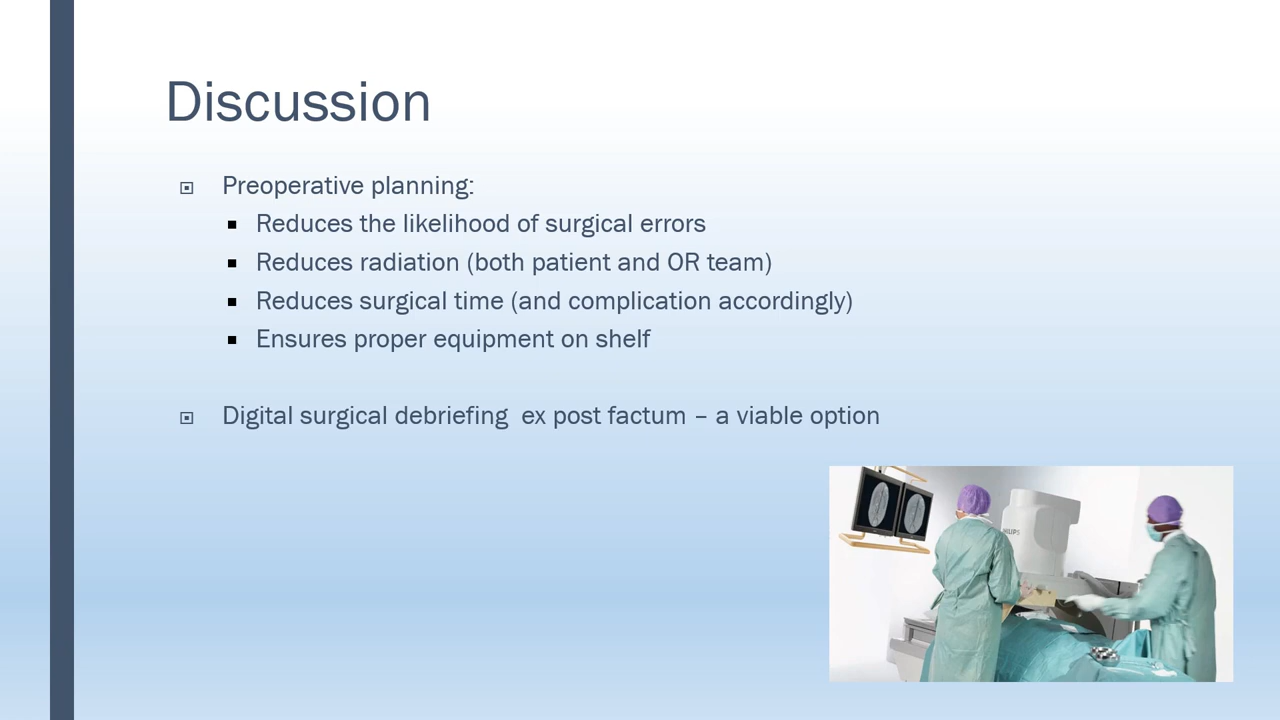 Discussion
Preoperative planning:
Reduces the likelihood of surgical errors
Reduces radiation (both patient and OR team)
Reduces surgical time (and complication accordingly)
Ensures proper equipment on shelf
Digital surgical debriefing  ex post factum – a viable option
PHILIPS